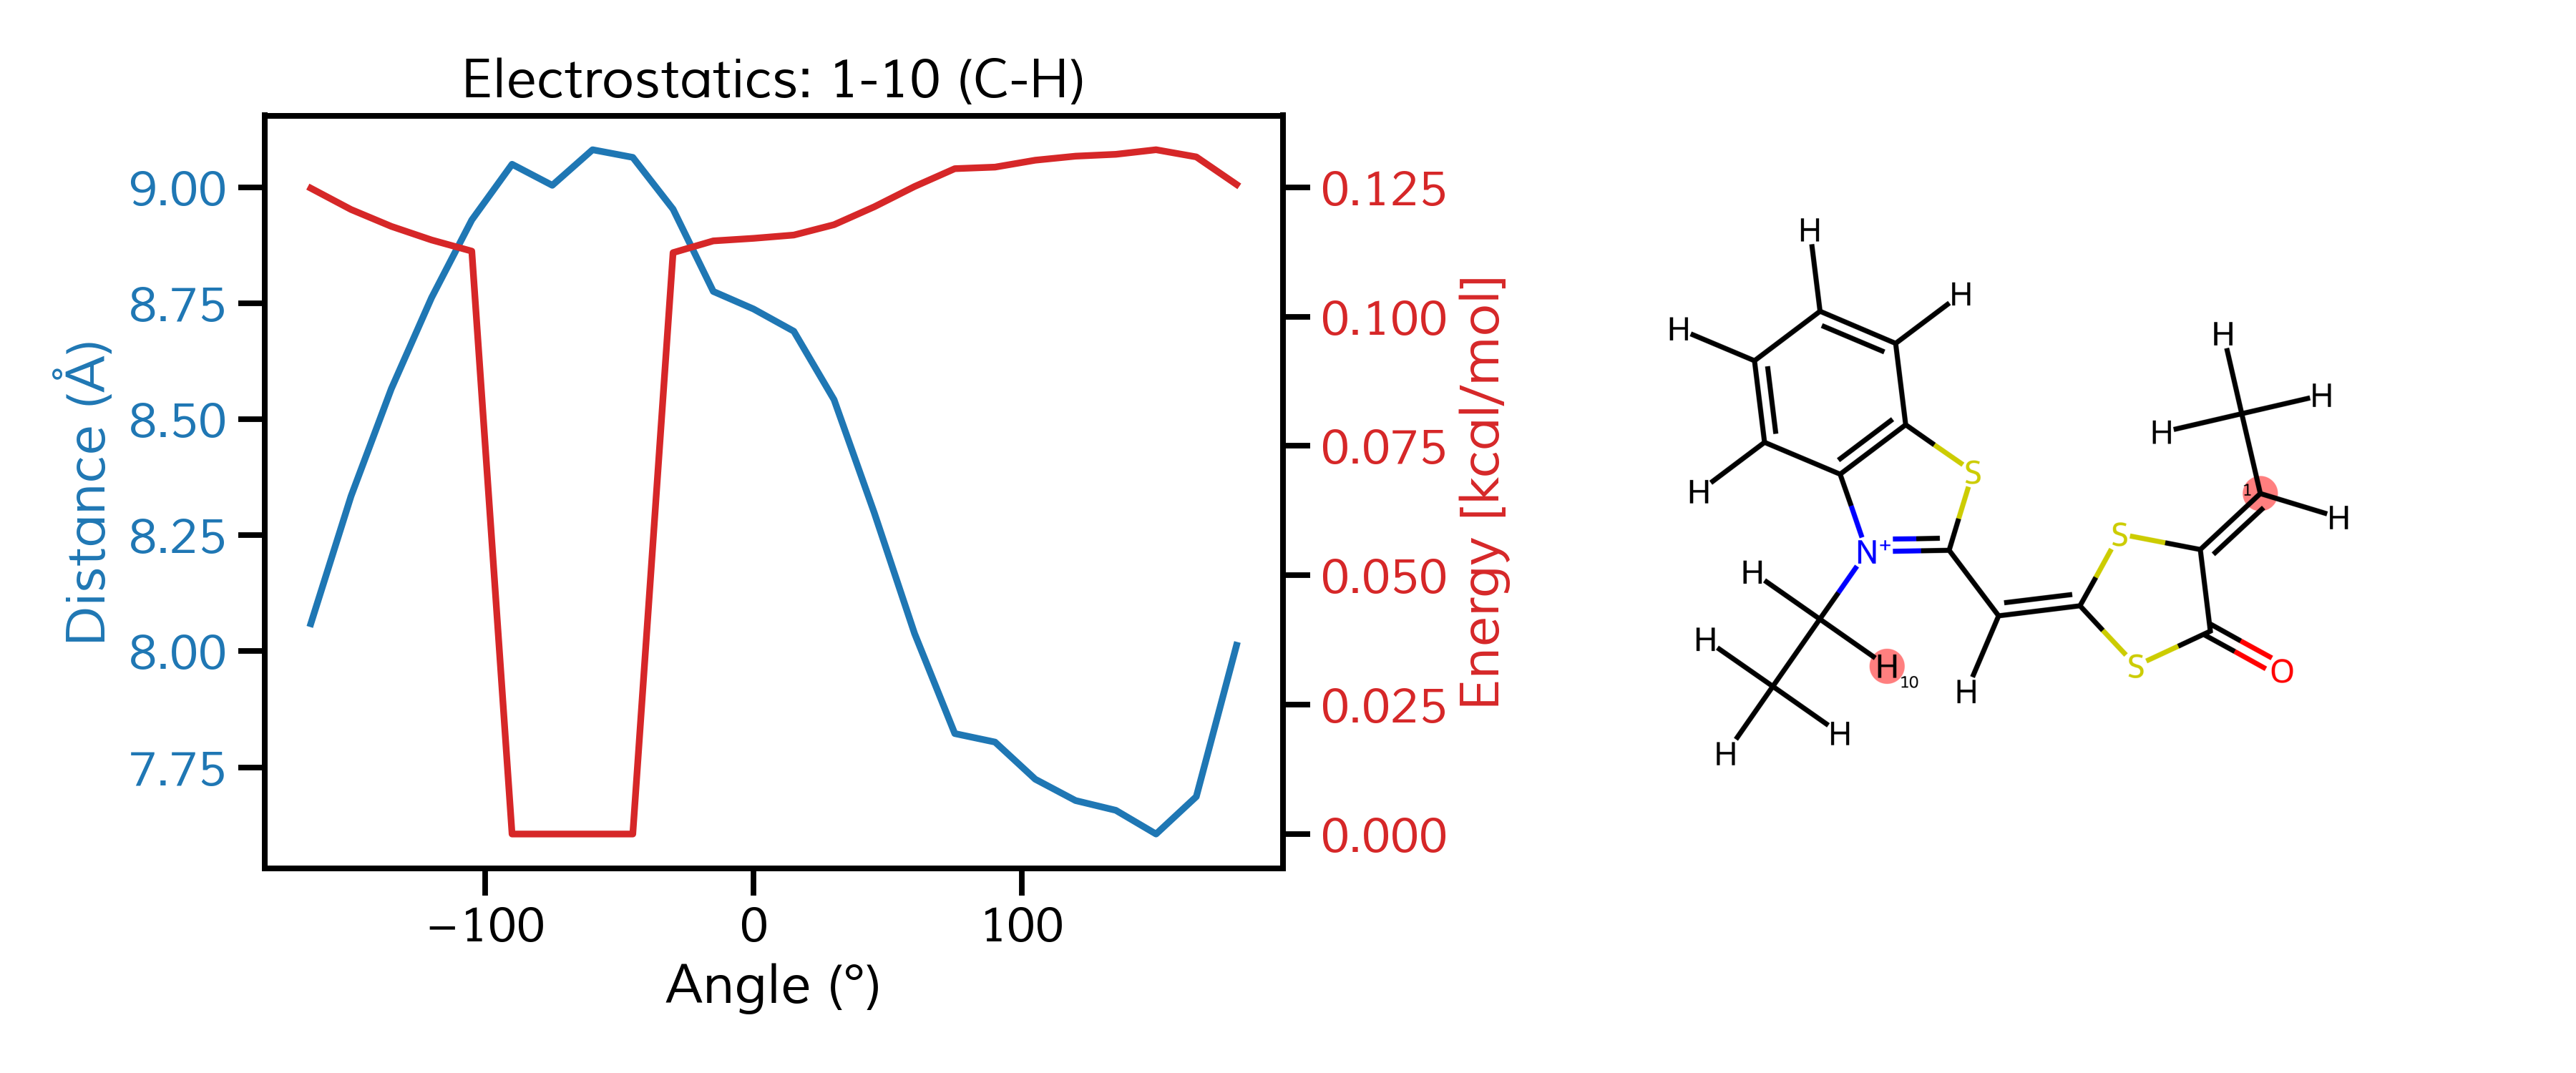 Electrostatics: 1-10 (C-H)
Distance (Å)
9.00
8.75
8.50
8.25
8.00
7.75
0.125
0.100
0.075
0.050
0.025
0.000
Energy [kcal/mol]
−100 0 100
Angle (°)
H
H
H
H
H
H
H
S
1
H
H
S
N+
H
H
S
O
H
10
H
H
H